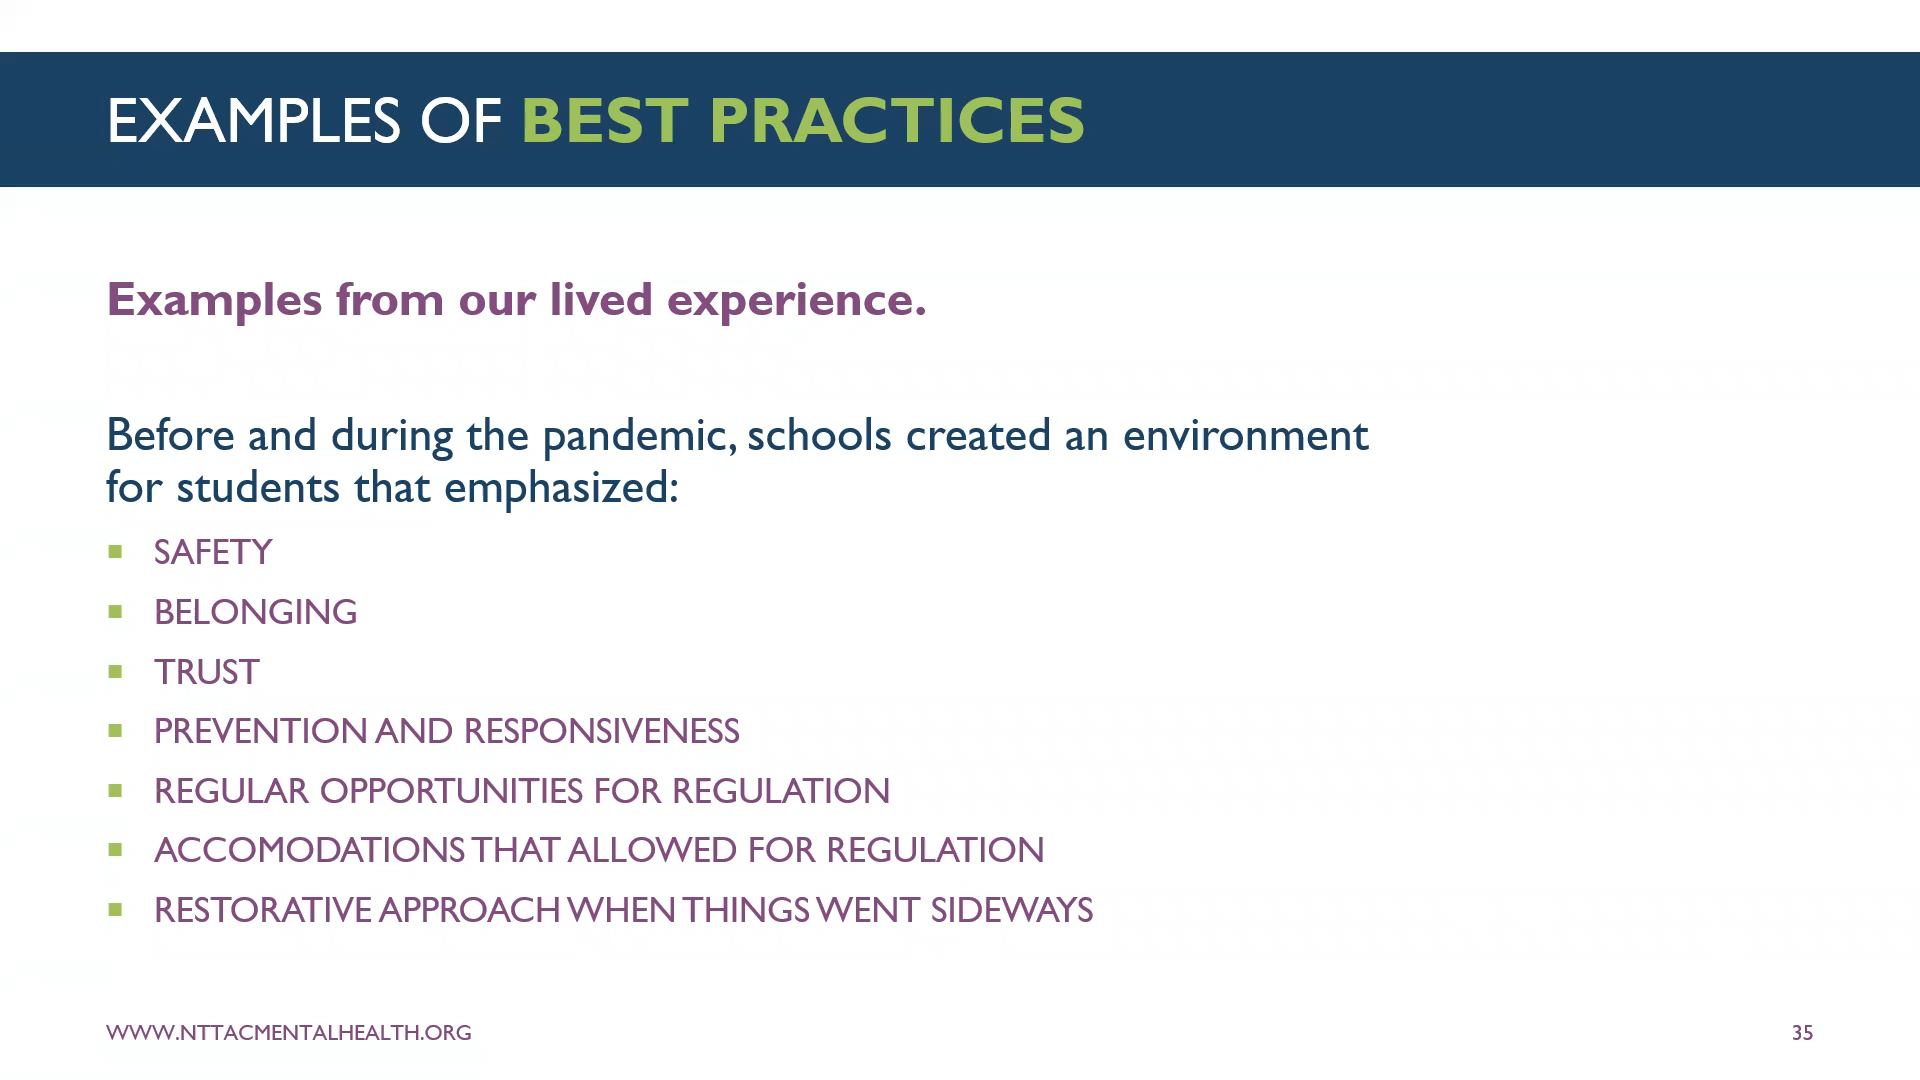 EXAMPLES OF BEST PRACTICES
Examples from our lived experience.
Before and during the pandemic, schools created an environment
for students that emphasized:
▪ SAFETY
▪ BELONGING
▪ TRUST
▪ PREVENTION AND RESPONSIVENESS
▪ REGULAR OPPORTUNITIES FOR REGULATION
▪ ACCOMODATIONS THAT ALLOWED FOR REGULATION
▪ RESTORATIVE APPROACH WHEN THINGS WENT SIDEWAYS
WWW.NTTACMENTALHEALTH.ORG
35